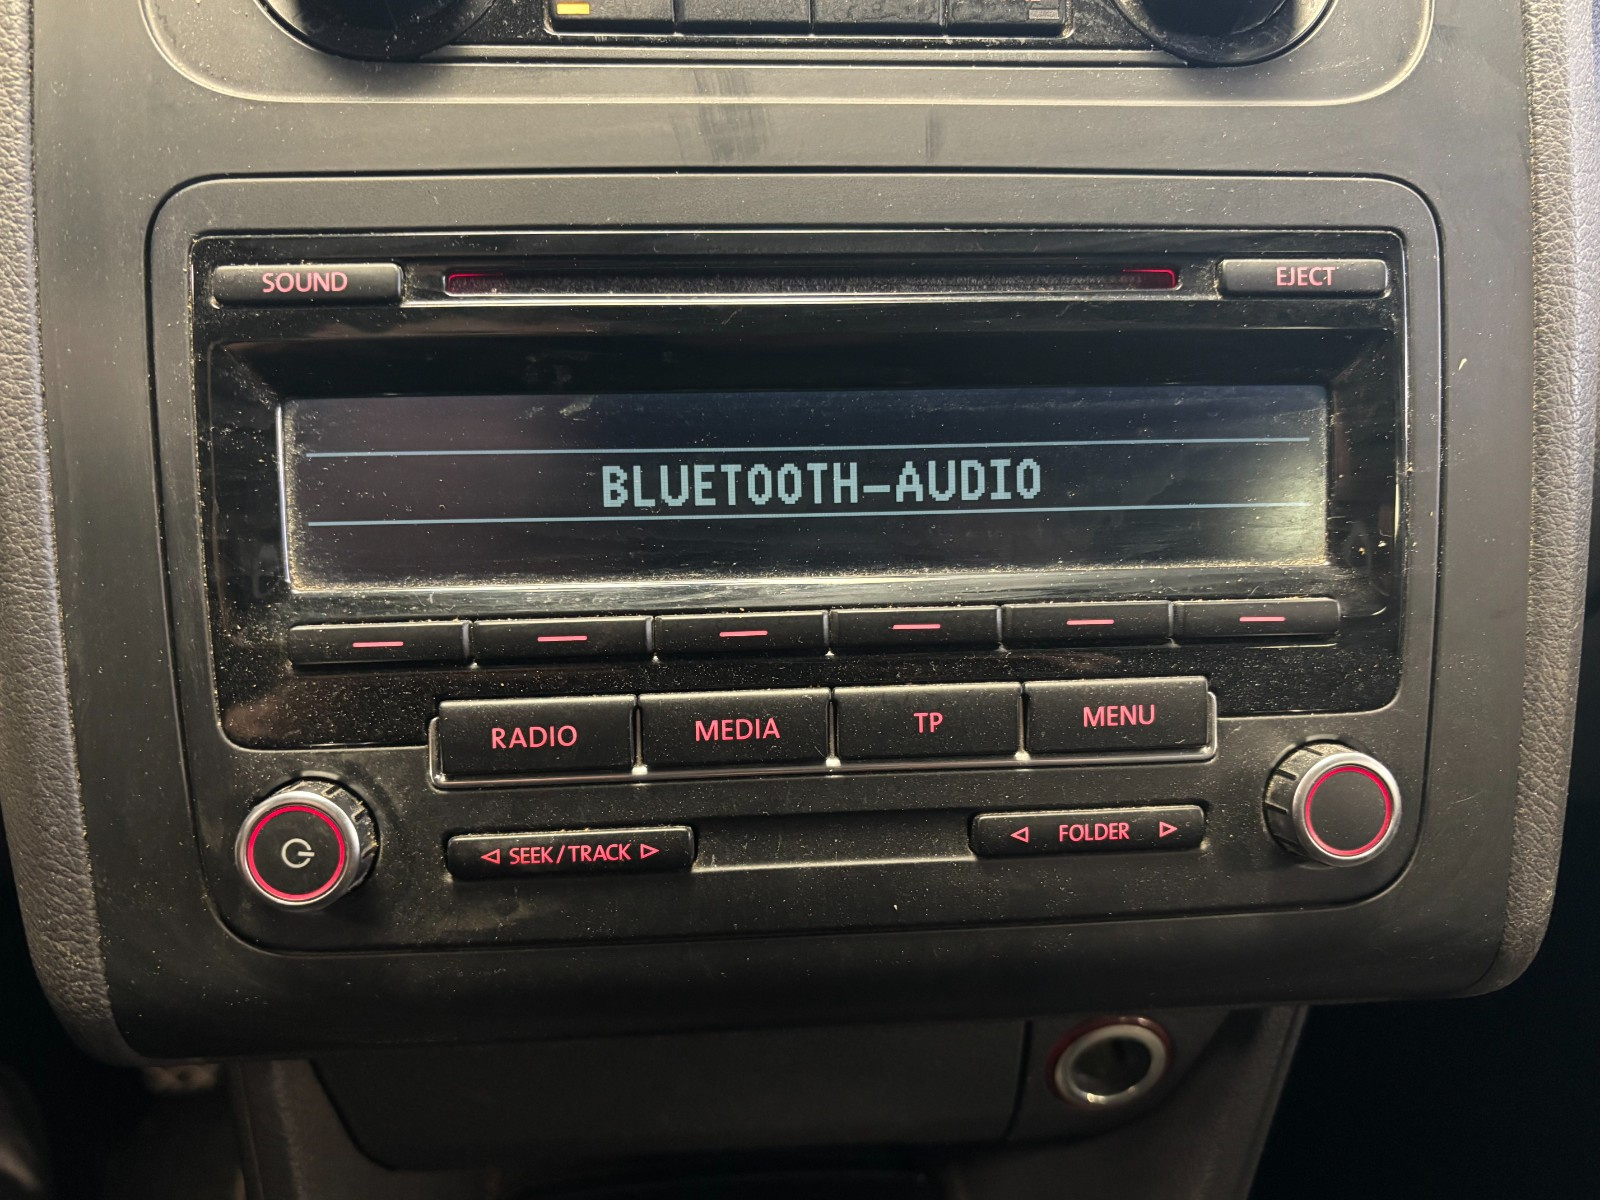 SOUND
EJECT
BLUETOOTH-AUDIO
RADIO
MEDIA
TP
MENU
◁ SEEK/TRACK ▷
◁ FOLDER ▷